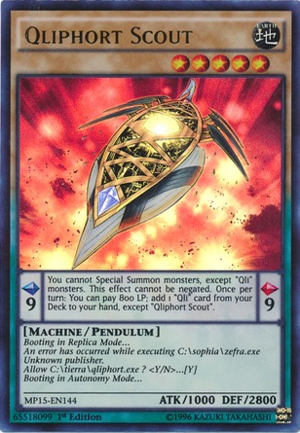 QLIPHORT SCOUT
EARTH
地
You cannot Special Summon monsters, except "Qli"
monsters. This effect cannot be negated. Once per
turn: You can pay 800 LP; add 1 "Qli" card from your
Deck to your hand, except "Qliphort Scout".
9
9
[MACHINE / PENDULUM]
Booting in Replica Mode...
An error has occurred while executing C:\sophia\zefra.exe
Unknown publisher.
Allow C:\tierra\qliphort.exe ? <Y/N>...[Y]
Booting in Autonomy Mode...
MP15-EN144
ATK/1000 DEF/2800
65518099
1st Edition
©1996 KAZUKI TAKAHASHI